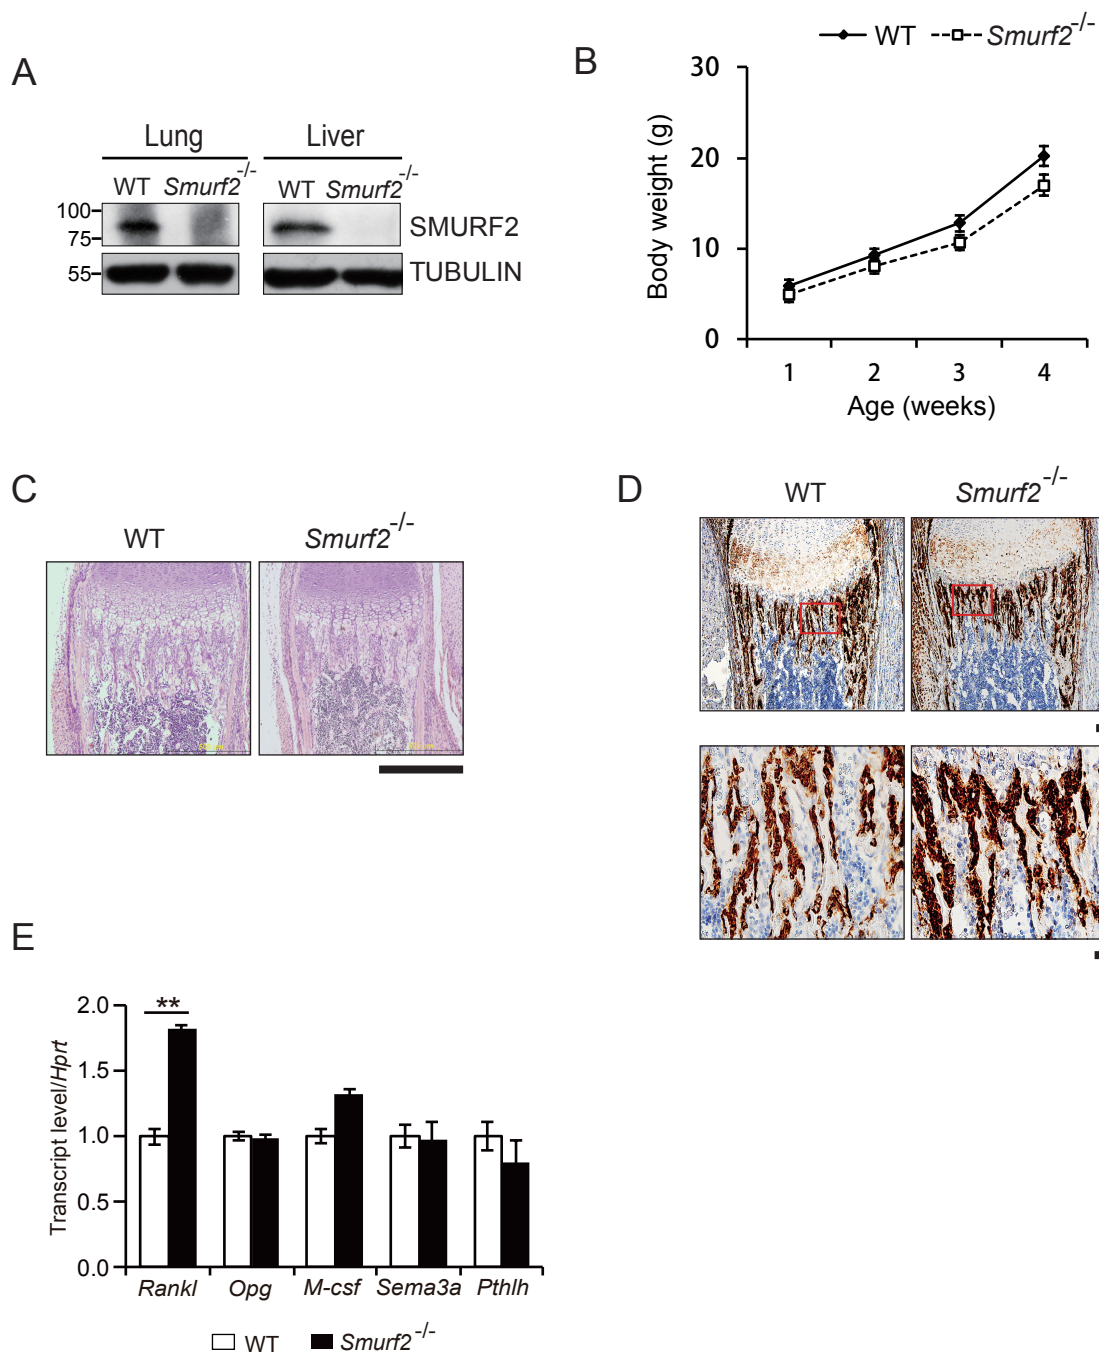 A
Lung
Liver
WT
Smurf2-/-
WT
Smurf2-/-
100
75
SMURF2
55
TUBULIN
WT
Smurf2-/-
B
Body weight (g)
30
20
10
0
1
2
3
4
Age (weeks)
C
WT
Smurf2-/-
D
WT
Smurf2-/-
E
Transcript level/Hprt
2.0
1.5
1.0
0.5
0.0
**
Rankl
Opg
M-csf
Sema3a
Pthlh
WT
Smurf2-/-